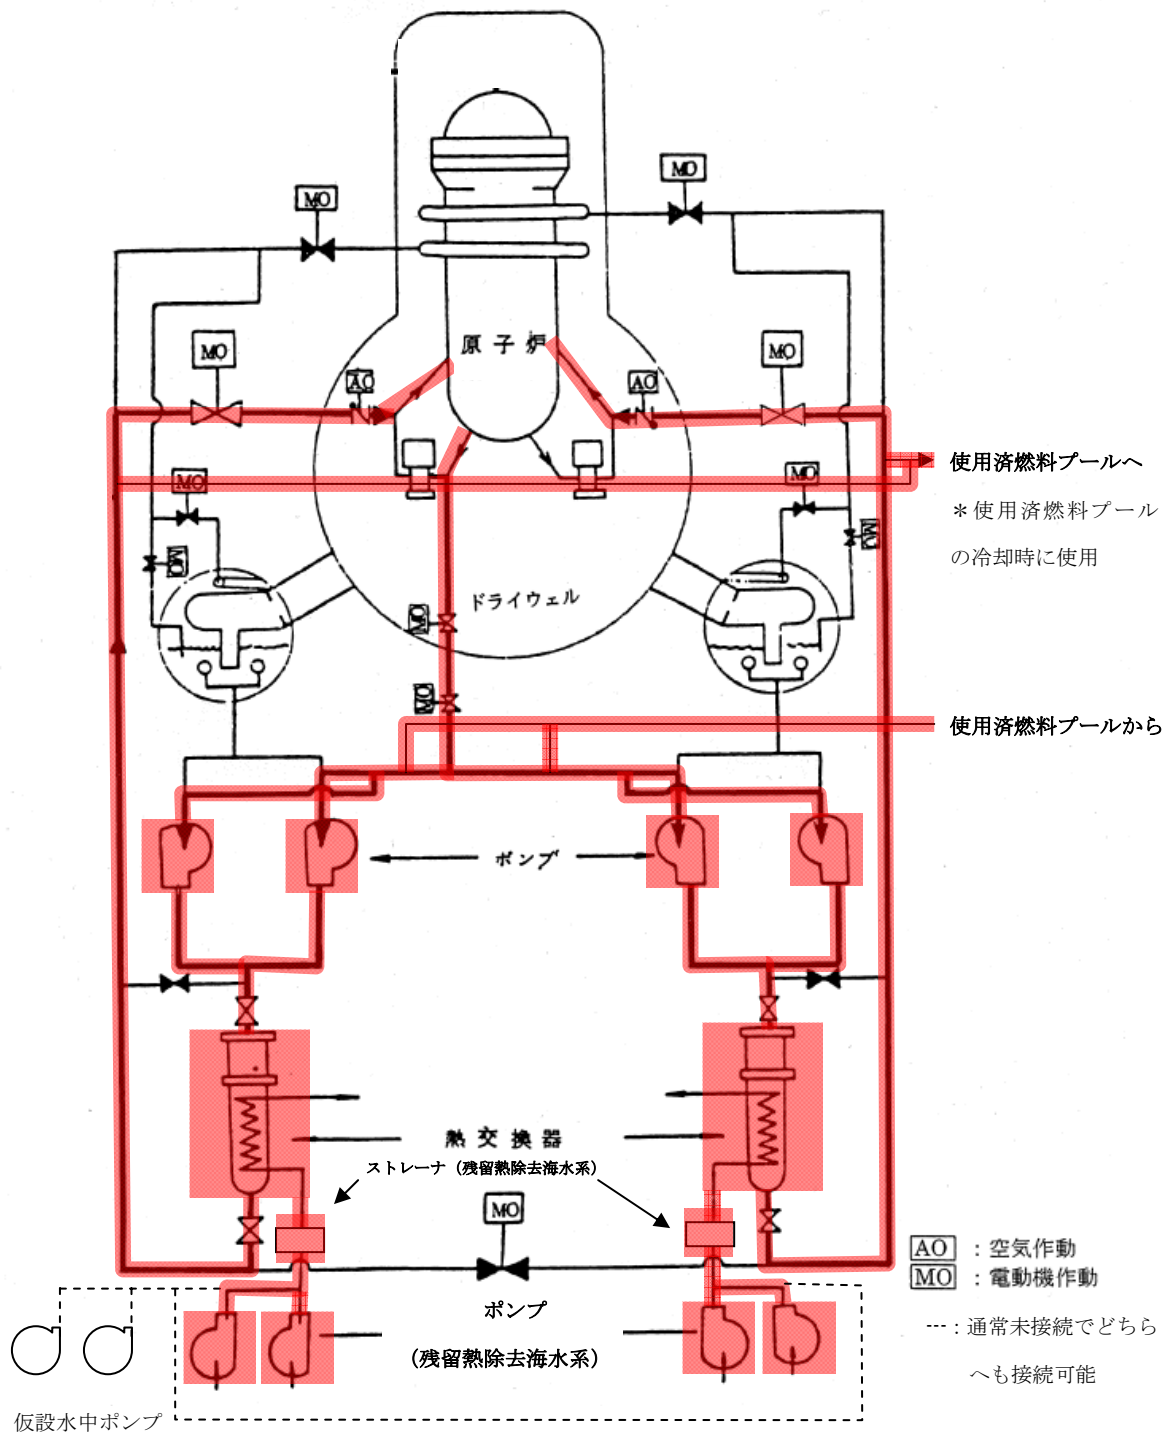 MO
MO
MO
原子炉
MO
AO
AO
使用済燃料プールへ
MO
MO
＊使用済燃料プール
MO
MO
の冷却時に使用
ドライウェル
MO
MO
使用済燃料プールから
ポンプ
熱交換器
ストレーナ（残留熱除去海水系）
MO
AO ：空気作動
MO ：電動機作動
ポンプ
---：通常未接続でどちら
（残留熱除去海水系）
へも接続可能
仮設水中ポンプ